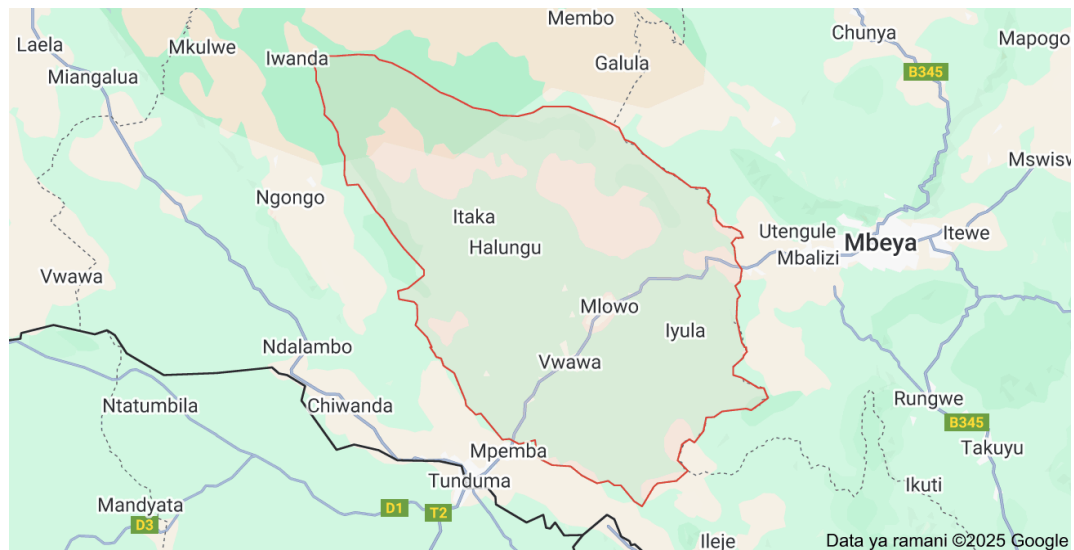 Membo
Chunya
Laela
Mkulwe
Mapogo
Iwanda
Galula
Miangalua
B345
Mswisw
Ngongo
Itaka
Utengule
Itewe
Halungu
Mbeya
Mbalizi
Vwawa
Mlowo
Iyula
Ndalambo
Vwawa
Rungwe
Ntatumbila
Chiwanda
B345
Mpemba
Takuyu
Tunduma
Ikuti
Mandyata
D1
T2
D3
Ileje
Data ya ramani ©2025 Google